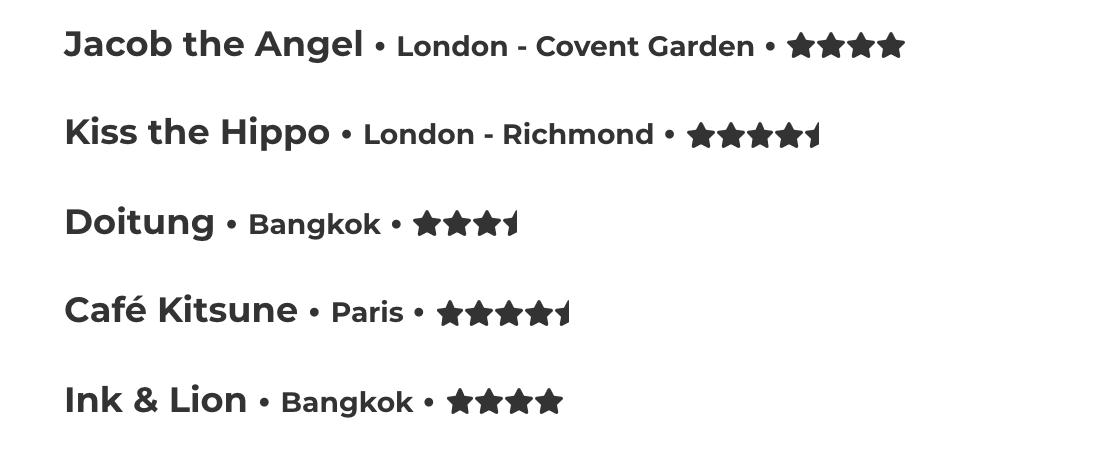 Jacob the Angel • London - Covent Garden • ★★★★
Kiss the Hippo • London - Richmond • ★★★★⯨
Doitung • Bangkok • ★★★⯨
Café Kitsune • Paris • ★★★★⯨
Ink & Lion • Bangkok • ★★★★